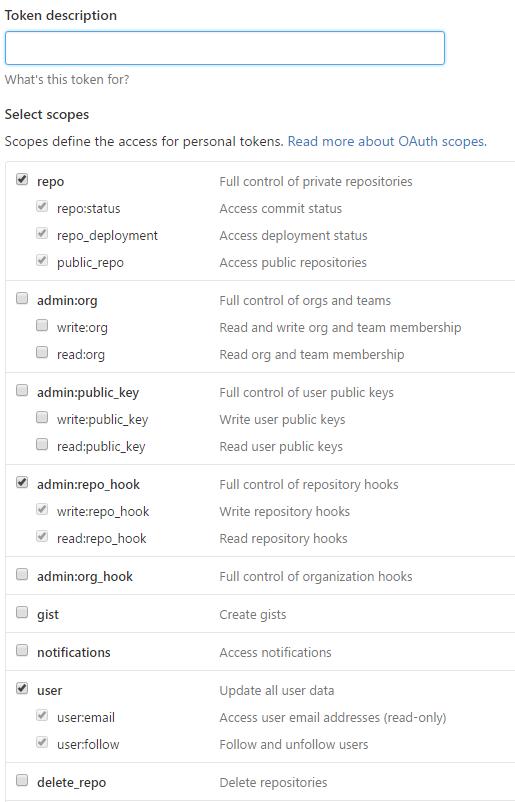 Token description
What's this token for?
Select scopes
Scopes define the access for personal tokens. Read more about OAuth scopes.
repo Full control of private repositories
repo:status Access commit status
repo_deployment Access deployment status
public_repo Access public repositories
admin:org Full control of orgs and teams
write:org Read and write org and team membership
read:org Read org and team membership
admin:public_key Full control of user public keys
write:public_key Write user public keys
read:public_key Read user public keys
admin:repo_hook Full control of repository hooks
write:repo_hook Write repository hooks
read:repo_hook Read repository hooks
admin:org_hook Full control of organization hooks
gist Create gists
notifications Access notifications
user Update all user data
user:email Access user email addresses (read-only)
user:follow Follow and unfollow users
delete_repo Delete repositories